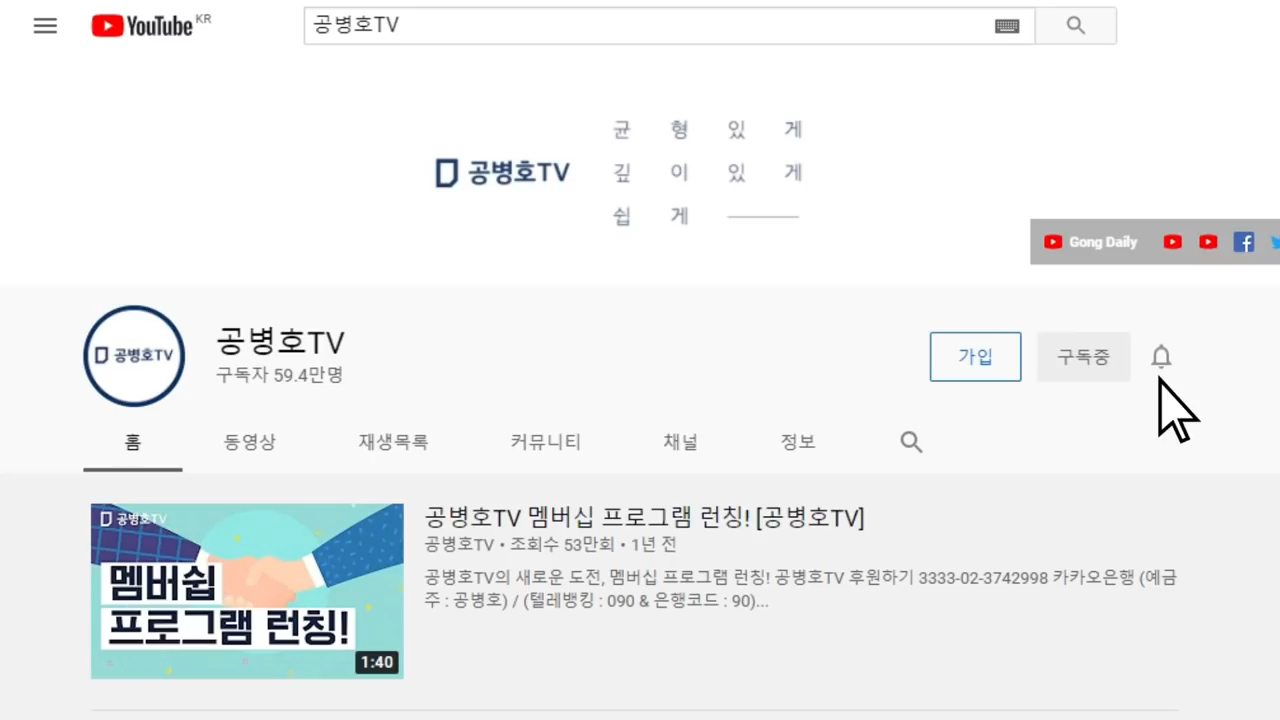 YouTube KR
공병호TV
균 형 있 게
공병호TV
깊 이 있 게
쉽 게
Gong Daily
공병호TV
공병호TV
구독자 59.4만명
가입
구독중
홈
동영상
재생목록
커뮤니티
채널
정보
공병호TV
멤버쉽
프로그램 런칭!
1:40
공병호TV 멤버십 프로그램 런칭! [공병호TV]
공병호TV • 조회수 53만회 • 1년 전
공병호TV의 새로운 도전, 멤버십 프로그램 런칭! 공병호TV 후원하기 3333-02-3742998 카카오은행 (예금
주 : 공병호) / (텔레뱅킹 : 090 & 은행코드 : 90)...